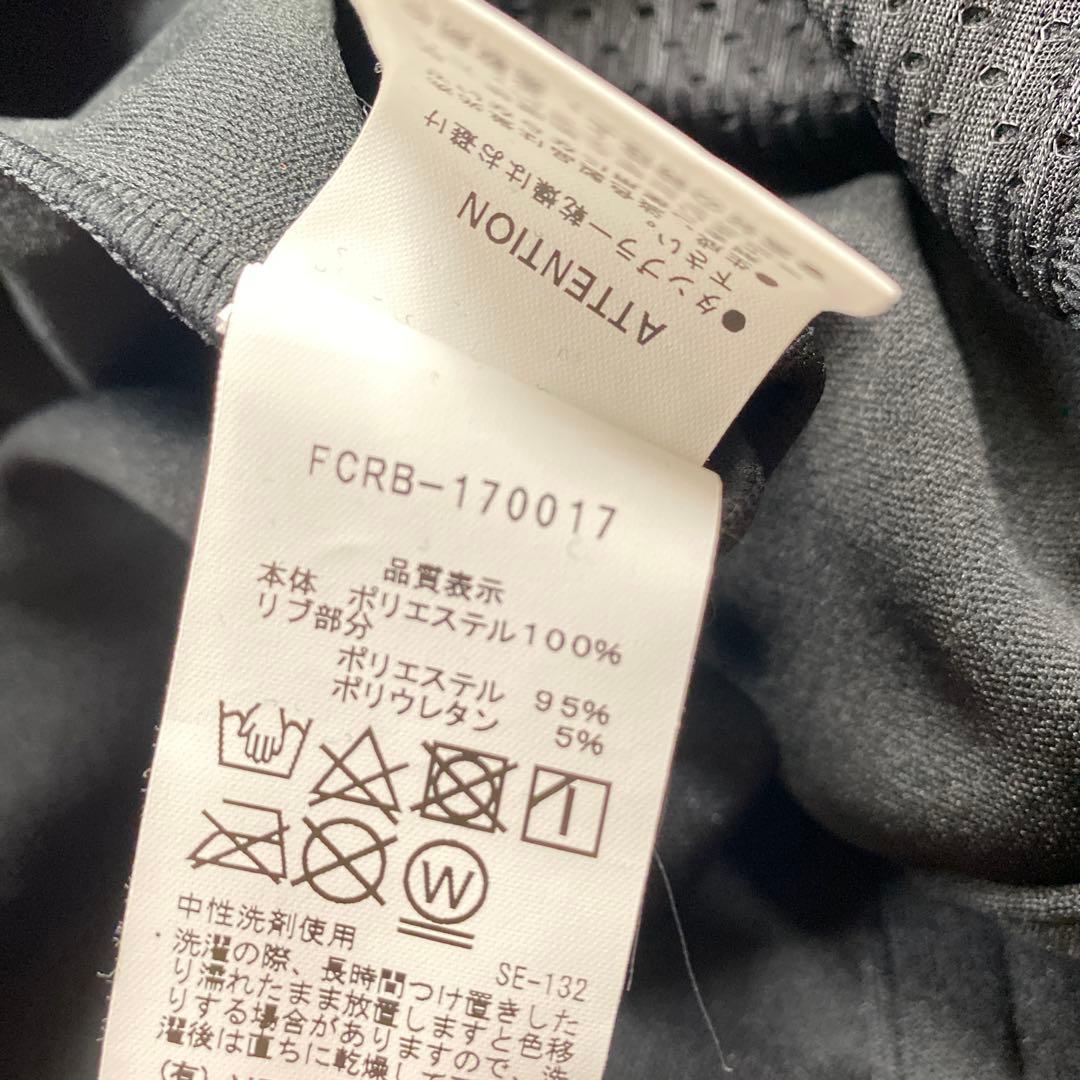 ATTENTION
●タンブラー乾燥はお避け
下さい。
FCRB-170017
品質表示
本体 ポリエステル100%
リブ部分
ポリエステル 95%
ポリウレタン 5%
W
中性洗剤使用
SE-132
・洗濯の際、長時間つけ置きした
り濡れたまま放置しますと色移
りする場合がありますので、洗
濯後は直ちに乾燥して
(有)